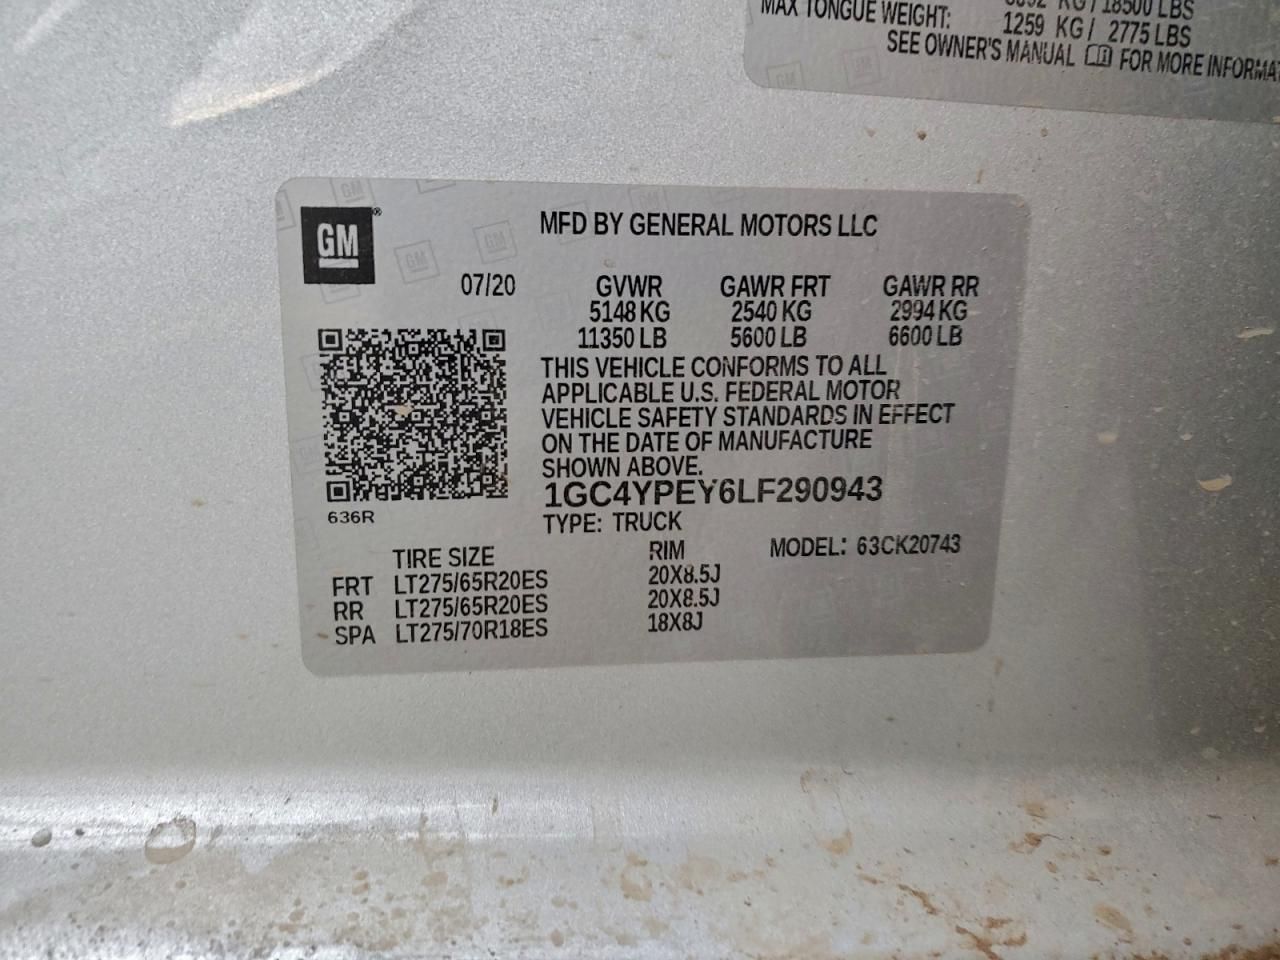 KG / 18500 LBS
MAX TONGUE WEIGHT: 1259 KG / 2775 LBS
SEE OWNER'S MANUAL FOR MORE INFORMA
GM
MFD BY GENERAL MOTORS LLC
07/20 GVWR GAWR FRT GAWR RR
5148 KG 2540 KG 2994 KG
11350 LB 5600 LB 6600 LB
THIS VEHICLE CONFORMS TO ALL
APPLICABLE U.S. FEDERAL MOTOR
VEHICLE SAFETY STANDARDS IN EFFECT
ON THE DATE OF MANUFACTURE
SHOWN ABOVE.
1GC4YPEY6LF290943
636R
TYPE: TRUCK
MODEL: 63CK20743
TIRE SIZE RIM
FRT LT275/65R20ES 20X8.5J
RR LT275/65R20ES 20X8.5J
SPA LT275/70R18ES 18X8J